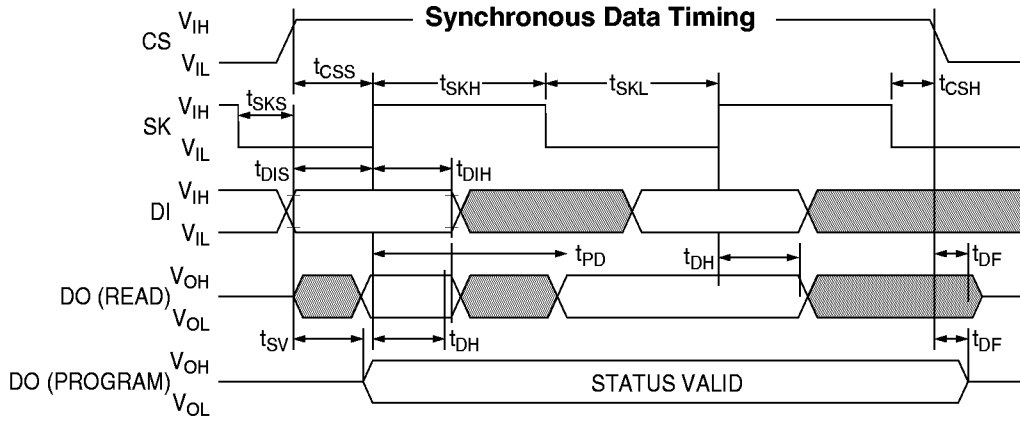 Synchronous Data Timing
CS
VIH
VIL
tCSS
tSKH
tSKL
tCSH
SK
VIH
VIL
tSKS
tDIS
tDIH
DI
VIH
VIL
tPD
tDH
tDF
DO (READ)
VOH
VOL
tSV
tDH
tDF
DO (PROGRAM)
VOH
VOL
STATUS VALID